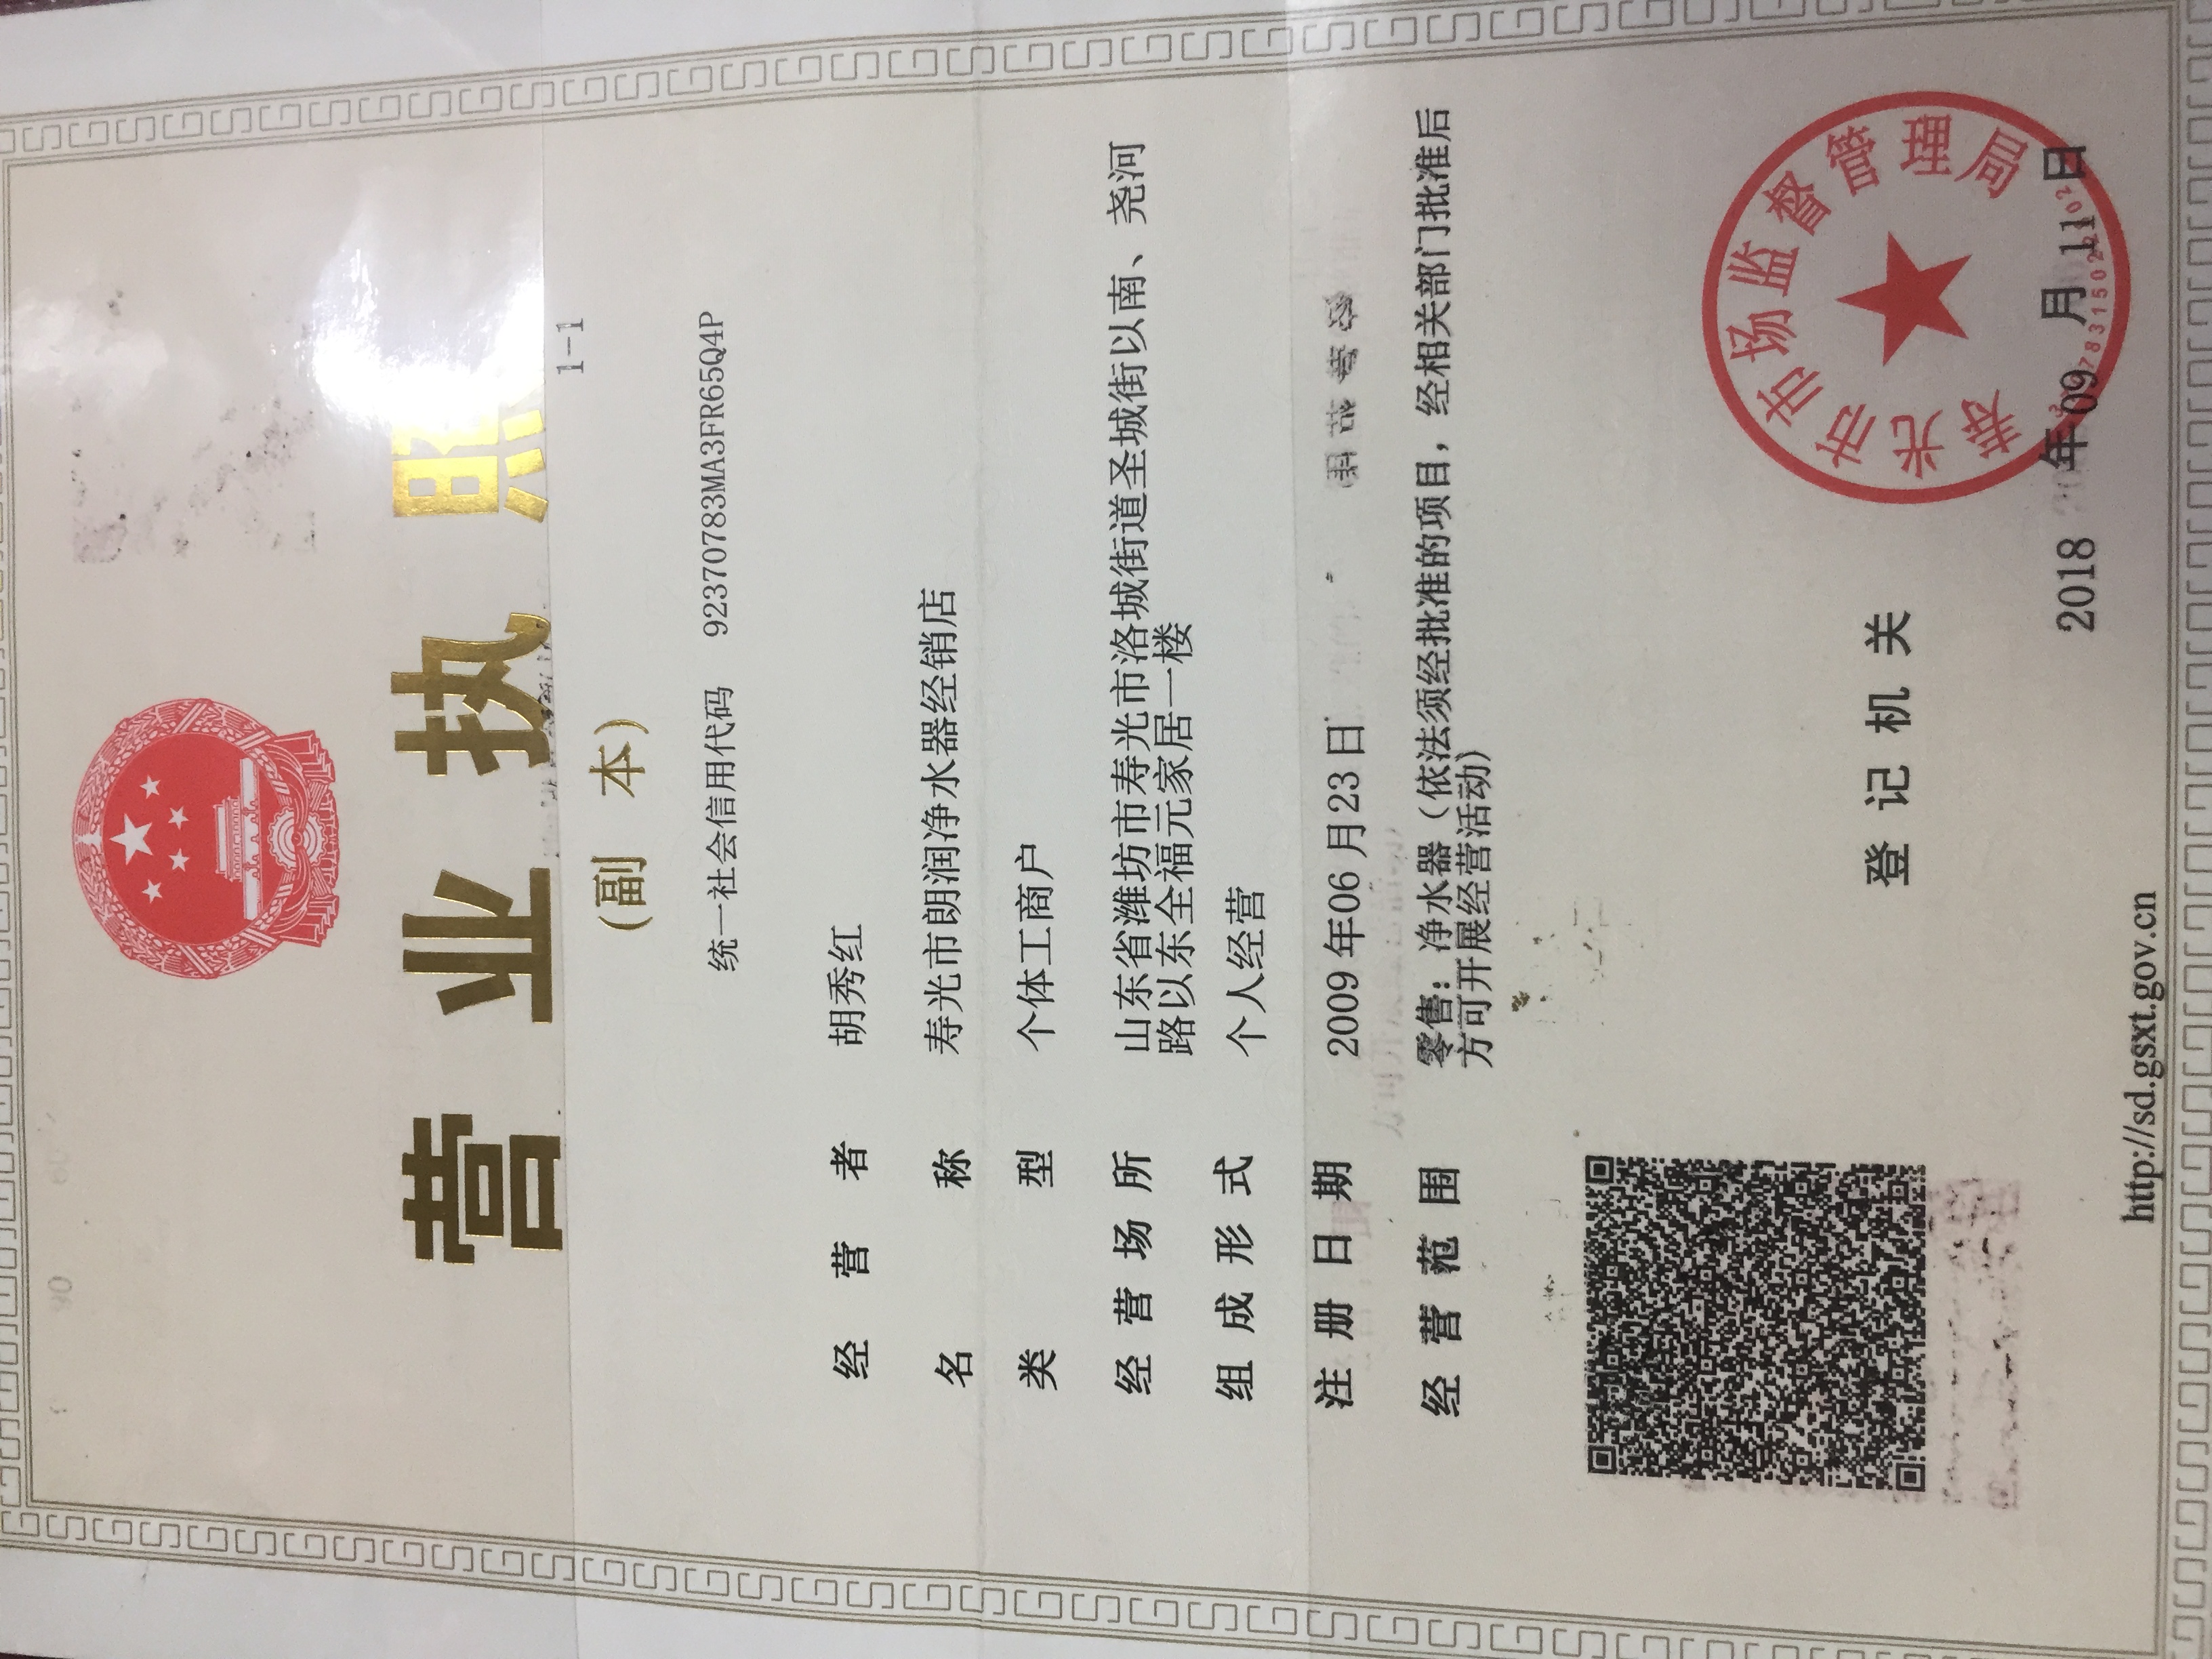 营业执照
(副 本)
1-1
统一社会信用代码 92370783MA3FR65Q4P
经营者 胡秀红
名称 寿光市朗润净水器经销店
类型 个体工商户
经营场所 山东省潍坊市寿光市洛城街道圣城街以南、尧河
路以东全福元家居一楼
组成形式 个人经营
注册日期 2009年06月23日
经营范围 零售：净水器（依法须经批准的项目，经相关部门批准后
方可开展经营活动）
登记机关
寿光市市场监督管理局
2018 年 09 月 11 日
http://sd.gsxt.gov.cn